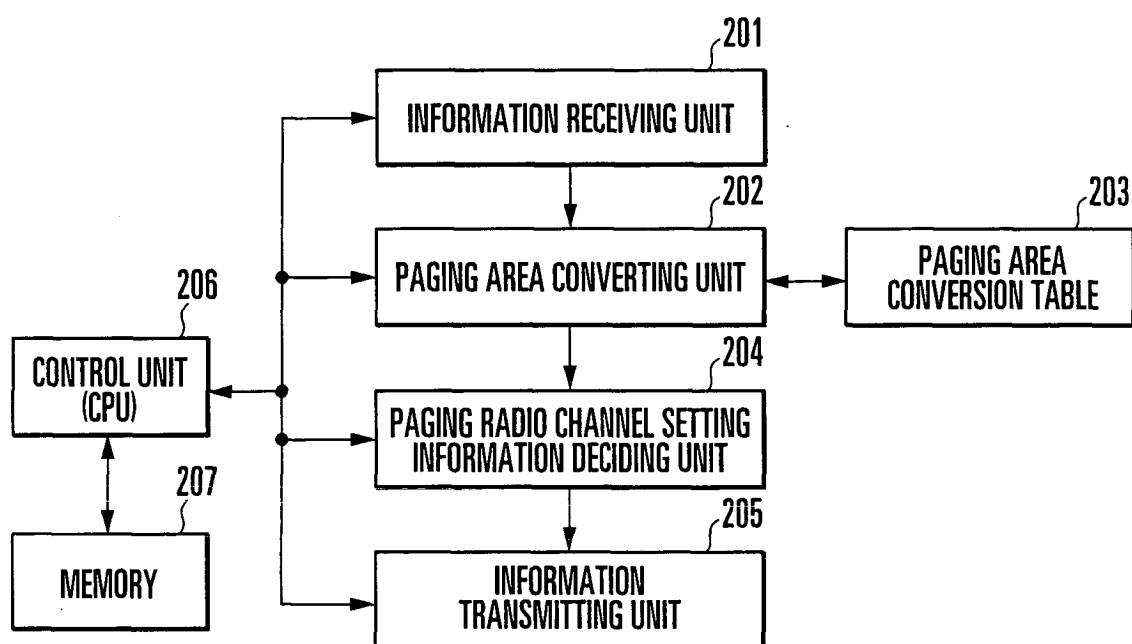 201
INFORMATION RECEIVING UNIT
202
PAGING AREA CONVERTING UNIT
203
PAGING AREA
CONVERSION TABLE
206
CONTROL UNIT
(CPU)
204
PAGING RADIO CHANNEL SETTING
INFORMATION DECIDING UNIT
207
MEMORY
205
INFORMATION
TRANSMITTING UNIT